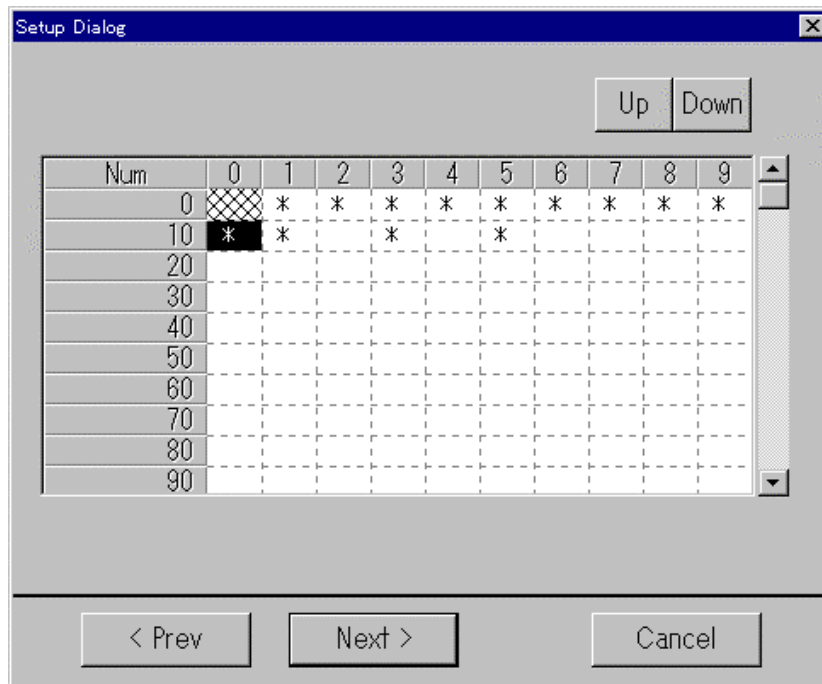 Setup Dialog
Up Down
Num 0 1 2 3 4 5 6 7 8 9
0 * * * * * * * * *
10 * * * *
20
30
40
50
60
70
80
90
< Prev Next > Cancel